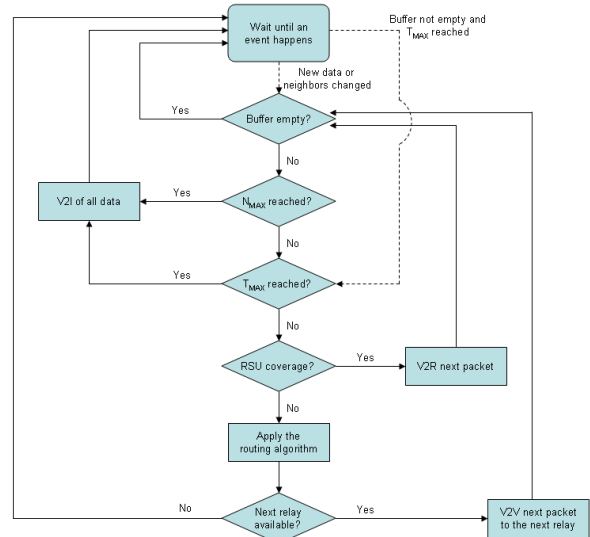 Wait until an
event happens
Buffer not empty and
TMAX reached
New data or
neighbors changed
Yes
Buffer empty?
No
V2I of all data
Yes
NMAX reached?
No
Yes
TMAX reached?
No
RSU coverage?
Yes
V2R next packet
No
Apply the
routing algorithm
No
Next relay
available?
Yes
V2V next packet
to the next relay